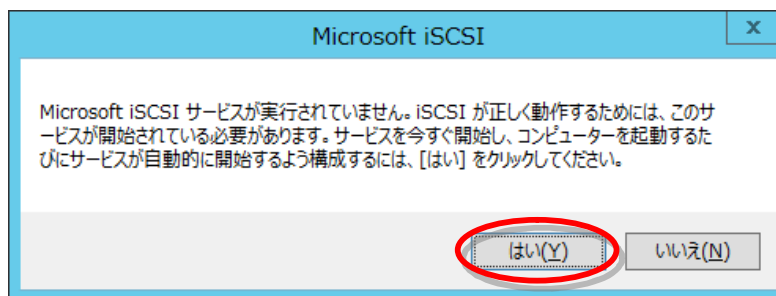 Microsoft iSCSI
x
Microsoft iSCSI サービスが実行されていません。iSCSI が正しく動作するためには、このサ
ービスが開始されている必要があります。サービスを今すぐ開始し、コンピューターを起動するた
びにサービスが自動的に開始するよう構成するには、[はい] をクリックしてください。
はい(Y) いいえ(N)